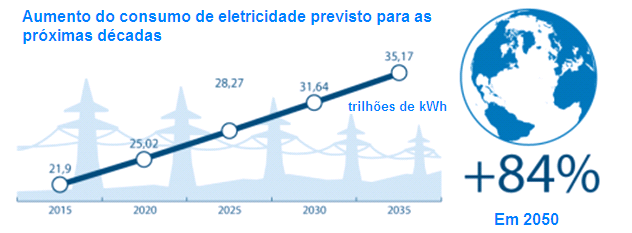 Aumento do consumo de eletricidade previsto para as
próximas décadas
35,17
31,64
28,27
trilhões de kWh
25,02
21,9
2015 2020 2025 2030 2035
+84%
Em 2050